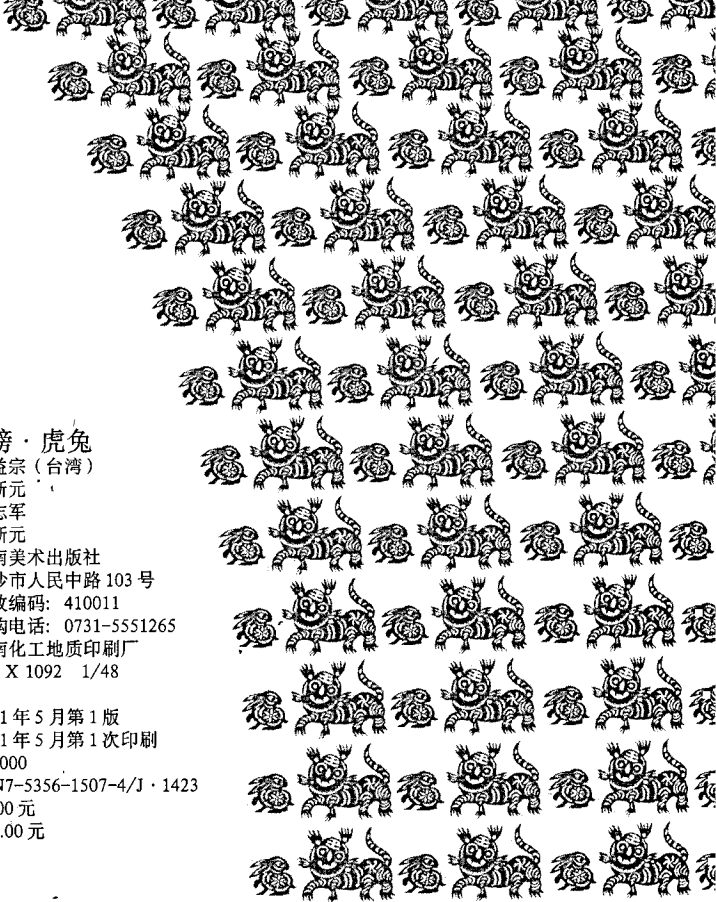 · 虎兔
益宗（台湾）
新元
志军
新元
南美术出版社
沙市人民中路 103 号
政编码: 410011
购电话: 0731-5551265
南化工地质印刷厂
X 1092 1/48
1 年 5 月第 1 版
1 年 5 月第 1 次印刷
000
N7-5356-1507-4/J · 1423
00 元
.00 元